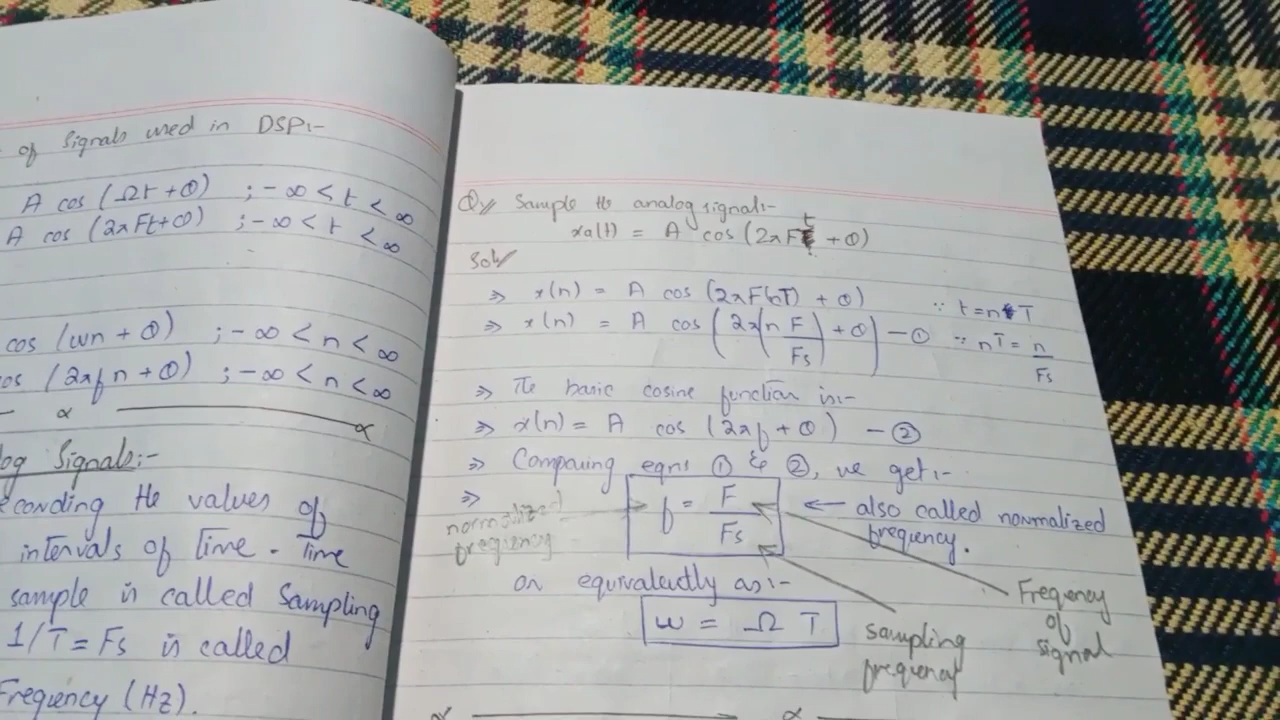 of Signals used in DSP:-
A cos (Ωt + θ) ; -∞ < t < ∞
A cos (2πFt + θ) ; -∞ < t < ∞
cos (ωn + θ) ; -∞ < n < ∞
os (2πfn + θ) ; -∞ < n < ∞
og Signals:-
econding the values of
intervals of Time. Time
sample is called Sampling
1/T = Fs is called
Frequency (Hz).
Q// Sample the analog signal:-
xa(t) = A cos (2πFt + θ)
Sol//
⇒ x(n) = A cos (2πF(nT) + θ) ∵ t = nT
⇒ x(n) = A cos (2π(n F/Fs) + θ) — ① ∵ nT = n/Fs
⇒ The basic cosine function is:-
⇒ x(n) = A cos (2πf + θ) — ②
⇒ Comparing eqns ① & ②, we get:-
⇒ f = F/Fs ← also called normalized
frequency.
normalized
frequency
or equivalently as:-
ω = Ω T
sampling
frequency
Frequency
of
signal